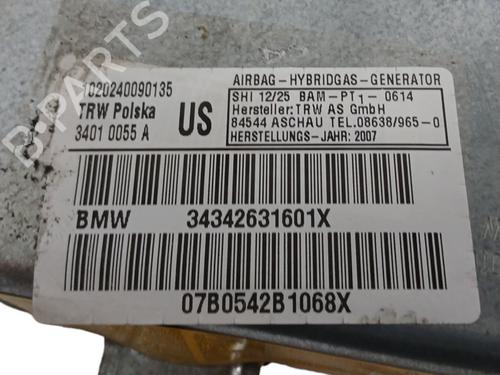 1020240090135
TRW Polska
3401 0055 A
US
AIRBAG-HYBRIDGAS-GENERATOR
SHI 12/25 BAM-PT1-0614
Hersteller:TRW AS GmbH
84544 ASCHAU TEL.08638/965-0
HERSTELLUNGS-JAHR: 2007
BMW 34342631601X
07B0542B1068X